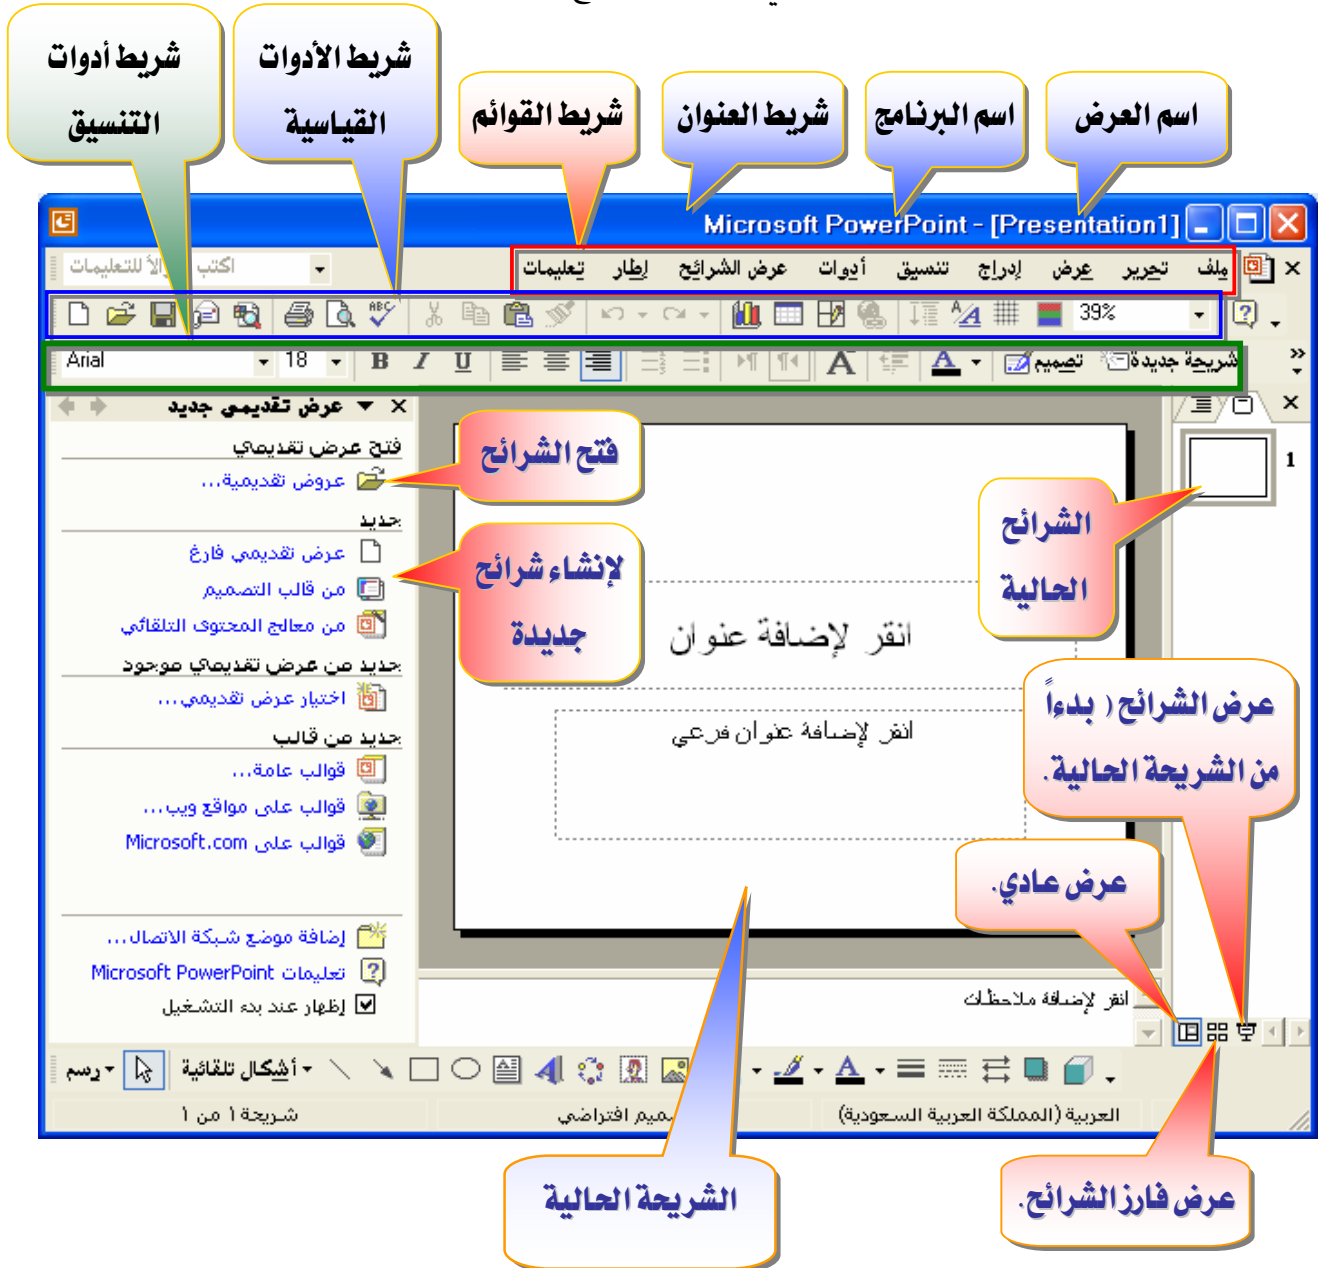 شريط أدوات
التنسيق
شريط الأدوات
القياسية
شريط القوائم
شريط العنوان
اسم البرنامج
اسم العرض
Microsoft PowerPoint - [Presentation1]
ملف تحرير عرض إدراج تنسيق أدوات عرض الشرائح إطار تعليمات
اكتب للتعليمات
39%
Arial 18 B I U A A تصميم شريحة جديدة
عرض تقديمي جديد
فتح عرض تقديمي
عروض تقديمية...
جديد
عرض تقديمي فارغ
من قالب التصميم
من معالج المحتوى التلقائي
جديد من عرض تقديمي موجود
اختيار عرض تقديمي...
جديد من قالب
قوالب عامة...
قوالب على مواقع ويب...
قوالب على Microsoft.com
إضافة موضع شبكة الاتصال...
تعليمات Microsoft PowerPoint
إظهار عند بدء التشغيل
فتح الشرائح
لإنشاء شرائح
جديدة
انقر لإضافة عنوان
انقر لإضافة عنوان فرعي
1
الشرائح
الحالية
عرض الشرائح ( بدءاً
من الشريحة الحالية.
عرض عادي.
انقر لإضافة ملاحظات
رسم أشكال تلقائية
شريحة ١ من ١
افتراضي
العربية (المملكة العربية السعودية)
الشريحة الحالية
عرض فارز الشرائح.